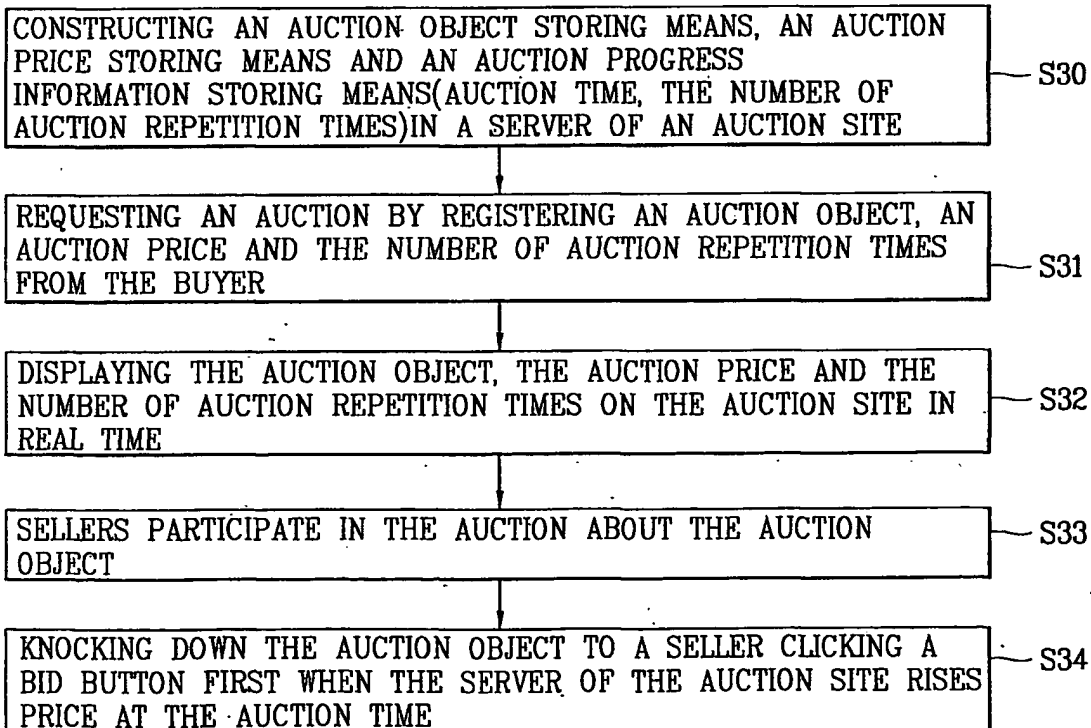 CONSTRUCTING AN AUCTION OBJECT STORING MEANS, AN AUCTION
PRICE STORING MEANS AND AN AUCTION PROGRESS
INFORMATION STORING MEANS(AUCTION TIME, THE NUMBER OF
AUCTION REPETITION TIMES)IN A SERVER OF AN AUCTION SITE
S30
REQUESTING AN AUCTION BY REGISTERING AN AUCTION OBJECT, AN
AUCTION PRICE AND THE NUMBER OF AUCTION REPETITION TIMES
FROM THE BUYER
S31
DISPLAYING THE AUCTION OBJECT, THE AUCTION PRICE AND THE
NUMBER OF AUCTION REPETITION TIMES ON THE AUCTION SITE IN
REAL TIME
S32
SELLERS PARTICIPATE IN THE AUCTION ABOUT THE AUCTION
OBJECT
S33
KNOCKING DOWN THE AUCTION OBJECT TO A SELLER CLICKING A
BID BUTTON FIRST WHEN THE SERVER OF THE AUCTION SITE RISES
PRICE AT THE AUCTION TIME
S34